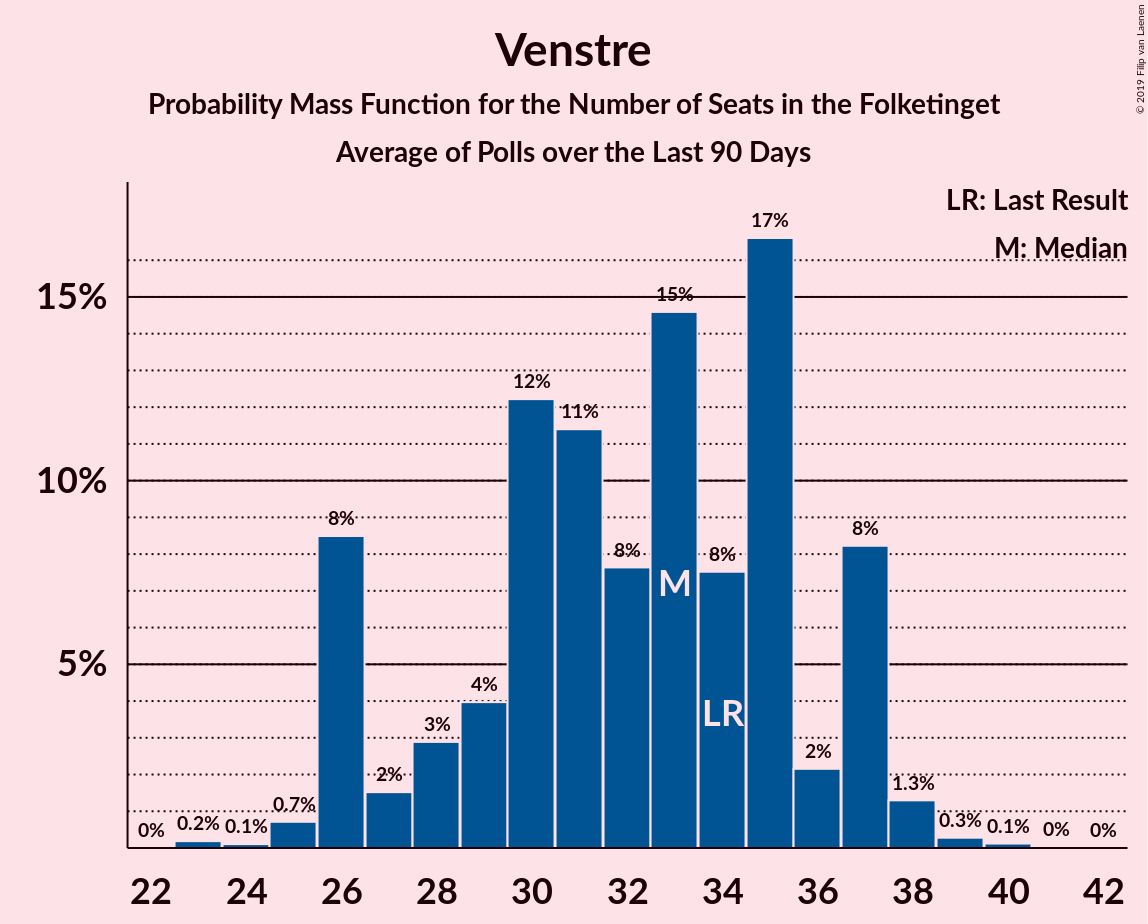 Venstre
Probability Mass Function for the Number of Seats in the Folketinget
Average of Polls over the Last 90 Days
© 2019 Filip van Laenen
LR: Last Result
M: Median
15%
10%
5%
0%
0.2%
0.1%
0.7%
8%
2%
3%
4%
12%
11%
8%
15%
8%
17%
2%
8%
1.3%
0.3%
0.1%
0%
0%
M
LR
22 24 26 28 30 32 34 36 38 40 42